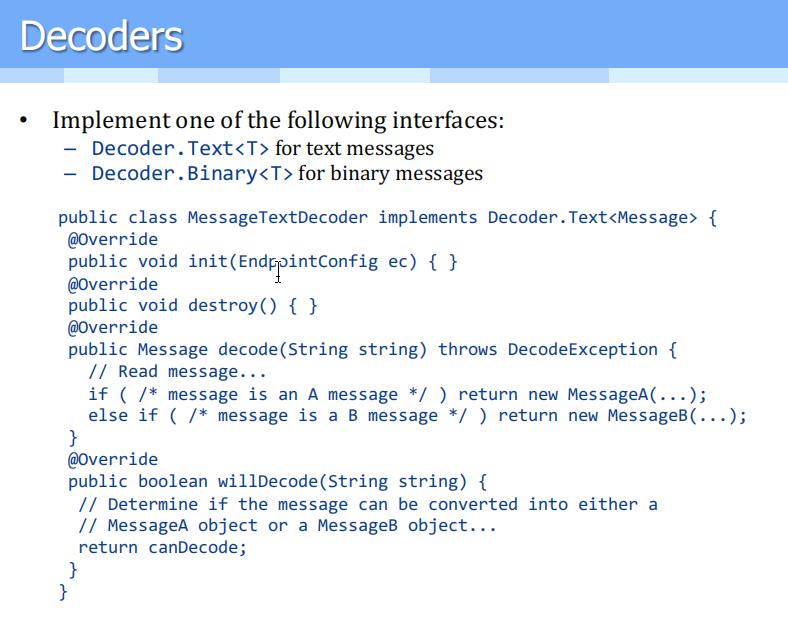 Decoders
• Implement one of the following interfaces:
– Decoder.Text<T> for text messages
– Decoder.Binary<T> for binary messages
public class MessageTextDecoder implements Decoder.Text<Message> {
@Override
public void init(EndpointConfig ec) { }
@Override
public void destroy() { }
@Override
public Message decode(String string) throws DecodeException {
// Read message...
if ( /* message is an A message */ ) return new MessageA(...);
else if ( /* message is a B message */ ) return new MessageB(...);
}
@Override
public boolean willDecode(String string) {
// Determine if the message can be converted into either a
// MessageA object or a MessageB object...
return canDecode;
}
}